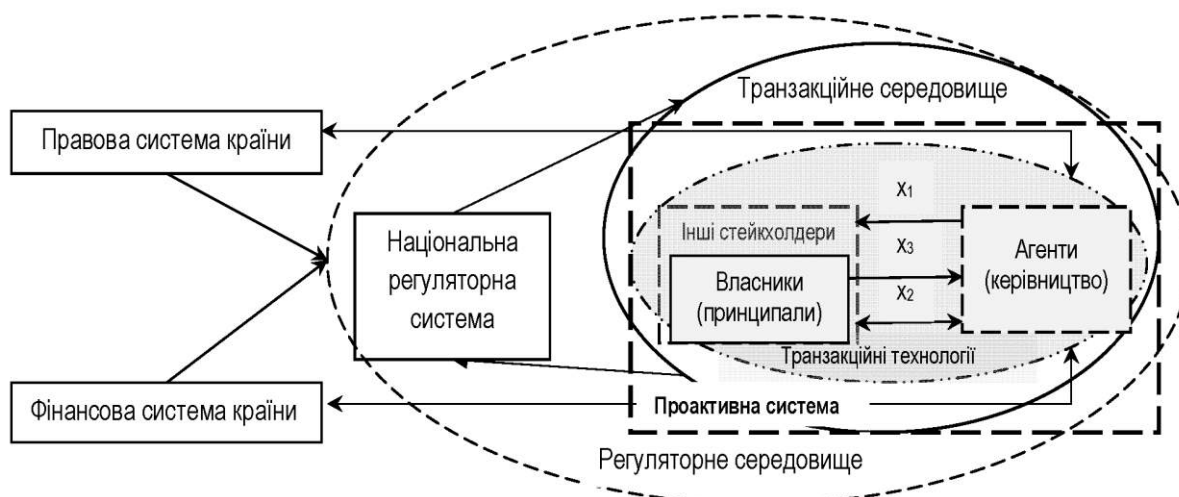 Транзакційне середовище
Правова система країни
Національна
регуляторна
система
Інші стейкхолдери
Власники
(принципали)
x1
x3
x2
Агенти
(керівництво)
Транзакційні технології
Фінансова система країни
Проактивна система
Регуляторне середовище